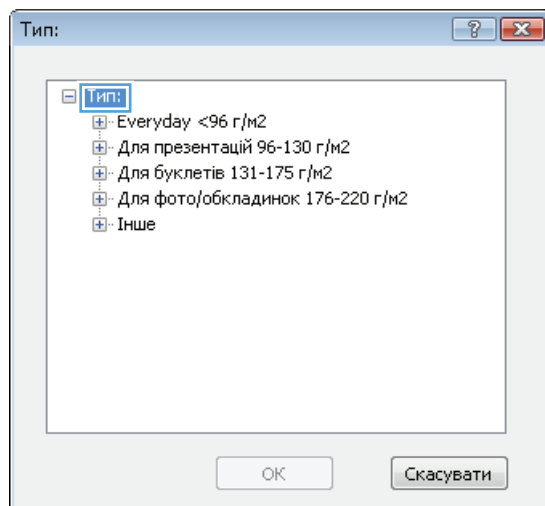 Тип:
Тип:
Everyday <96 г/м2
Для презентацій 96-130 г/м2
Для буклетів 131-175 г/м2
Для фото/обкладинок 176-220 г/м2
Інше
ОК
Скасувати